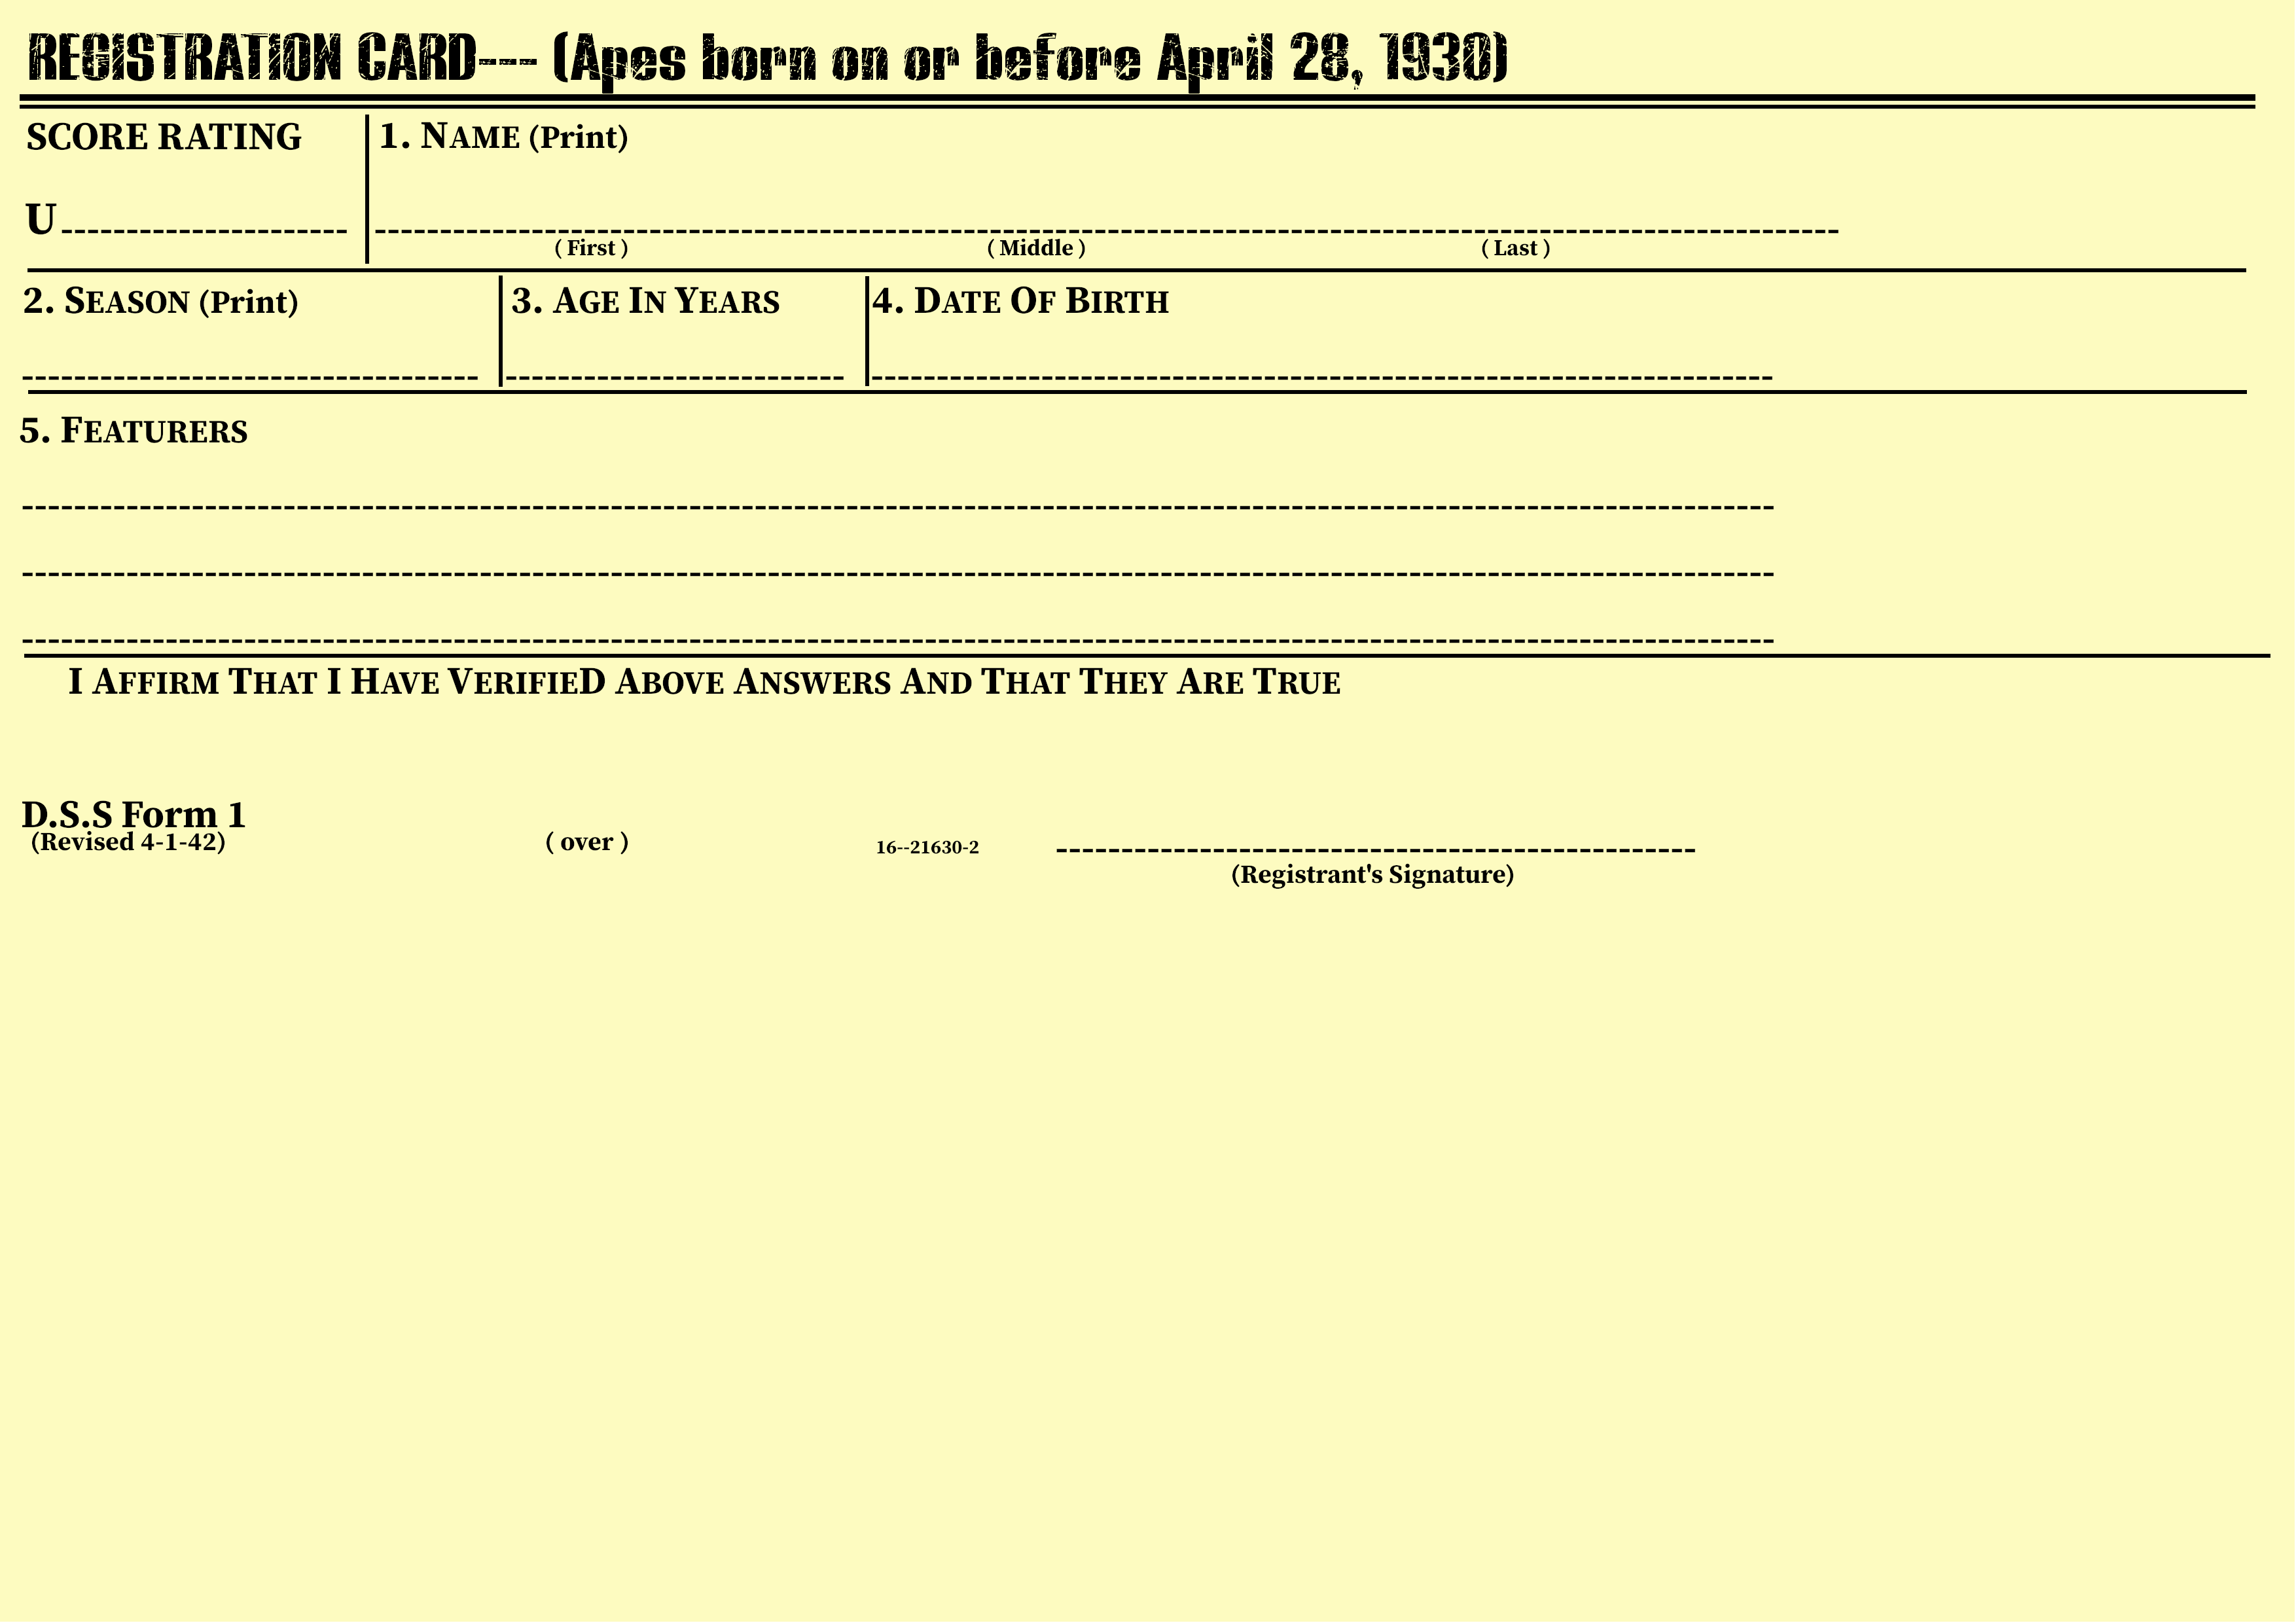 REGISTRATION CARD--- (Apes born on or before April 28, 1930)
SCORE RATING
1. NAME (Print)
U
( First ) ( Middle ) ( Last )
2. SEASON (Print) 3. AGE IN YEARS 4. DATE OF BIRTH
5. FEATURERS
I AFFIRM THAT I HAVE VERIFIED ABOVE ANSWERS AND THAT THEY ARE TRUE
D.S.S Form 1
(Revised 4-1-42) ( over ) 16--21630-2
(Registrant's Signature)